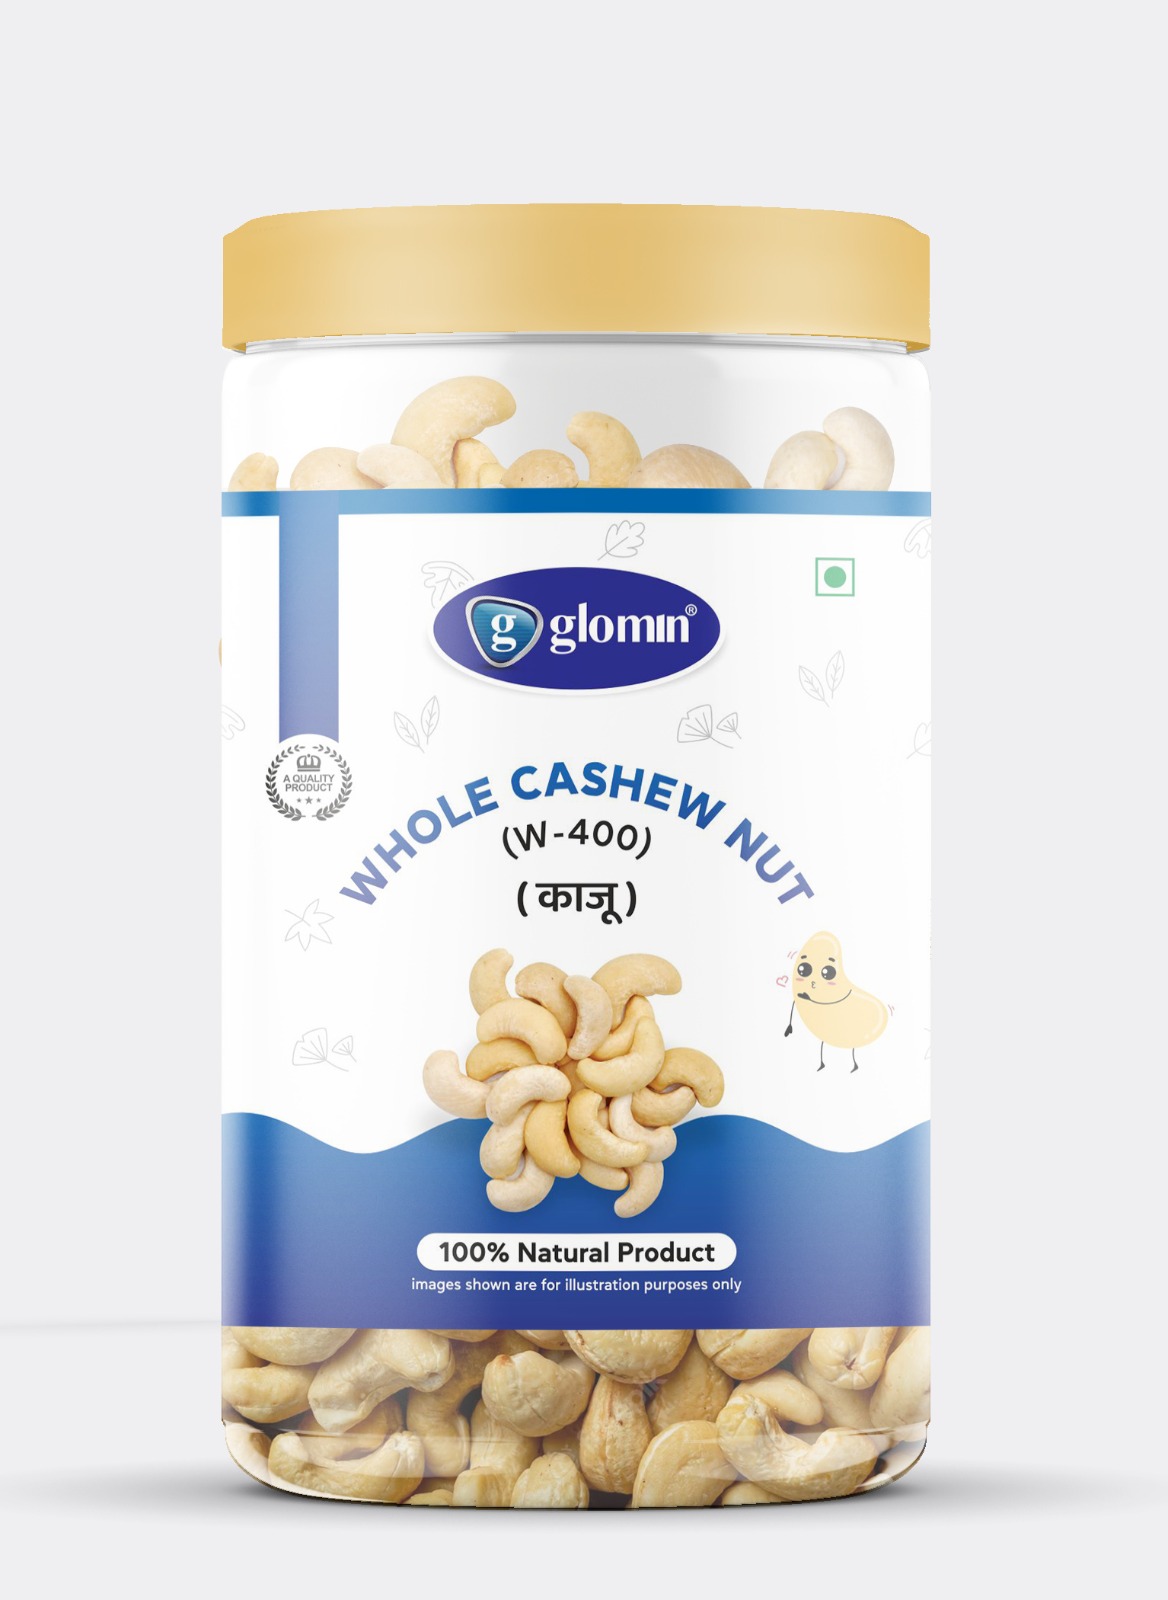 g glomin®
A QUALITY
PRODUCT
WHOLE CASHEW NUT
(W-400)
(काजू)
100% Natural Product
images shown are for illustration purposes only